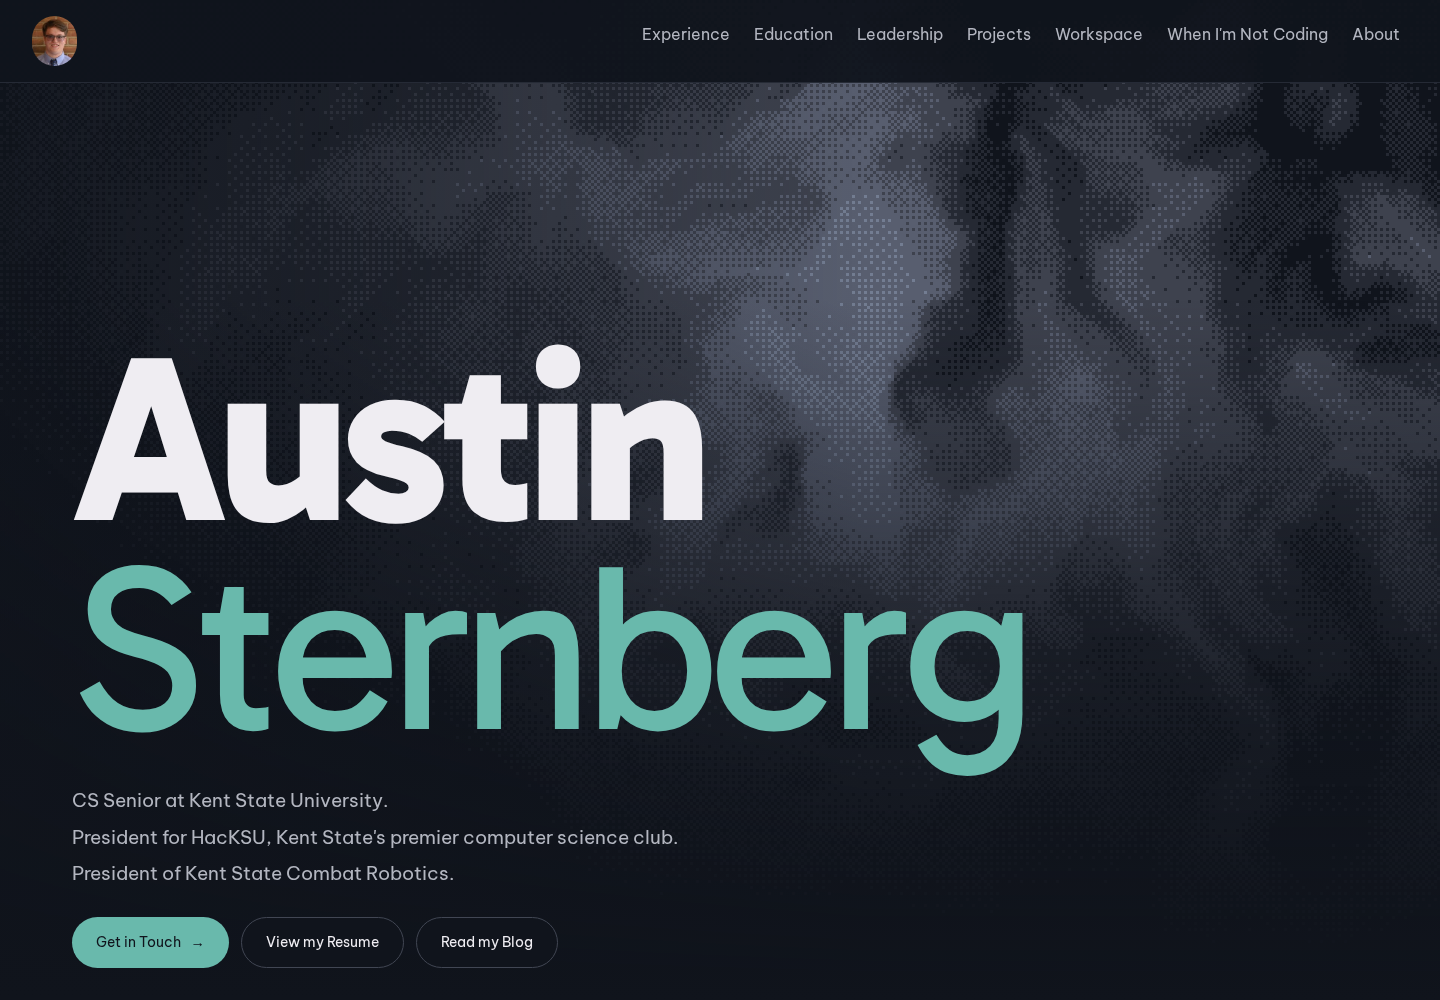 Experience Education Leadership Projects Workspace When I'm Not Coding About
Austin
Sternberg
CS Senior at Kent State University.
President for HacKSU, Kent State's premier computer science club.
President of Kent State Combat Robotics.
Get in Touch → View my Resume Read my Blog